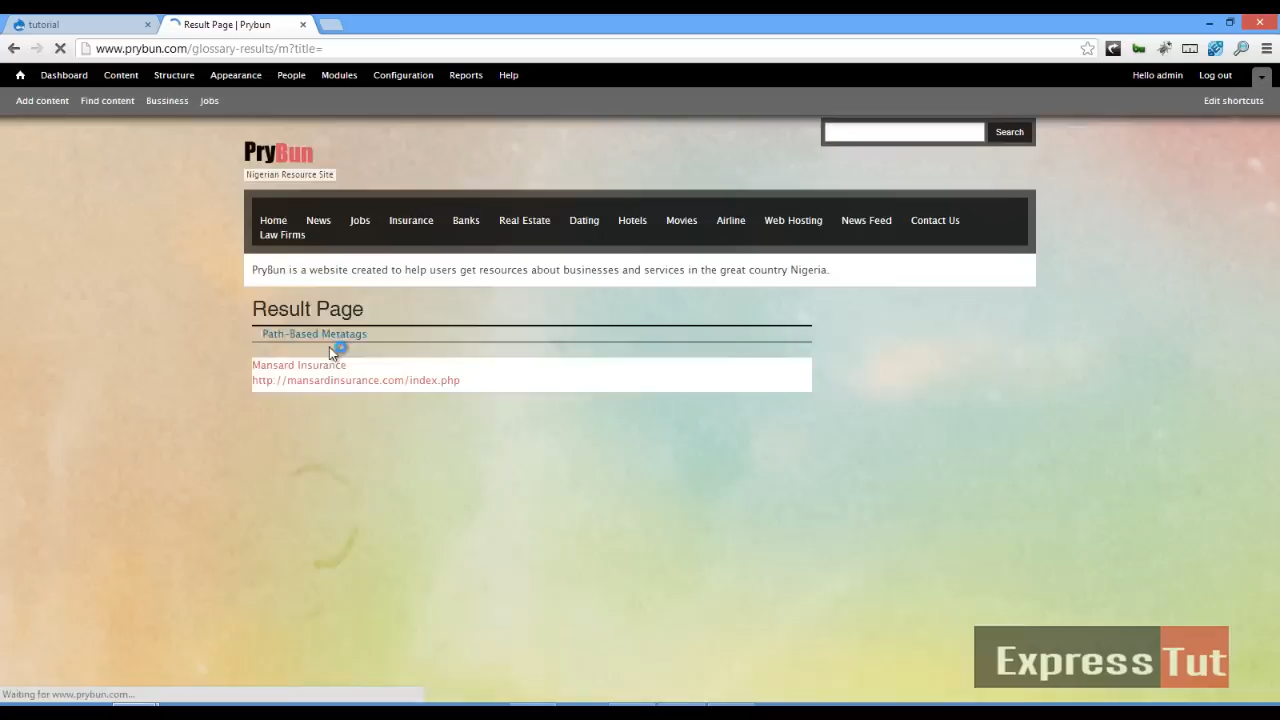 tutorial
Result Page | Prybun
www.prybun.com/glossary-results/m?title=
Dashboard Content Structure Appearance People Modules Configuration Reports Help Hello admin Log out
Add content Find content Bussiness Jobs Edit shortcuts
Search
PryBun
Nigerian Resource Site
Home News Jobs Insurance Banks Real Estate Dating Hotels Movies Airline Web Hosting News Feed Contact Us
Law Firms
PryBun is a website created to help users get resources about businesses and services in the great country Nigeria.
Result Page
Path-Based Metatags
Mansard Insurance
http://mansardinsurance.com/index.php
Express Tut
Waiting for www.prybun.com...